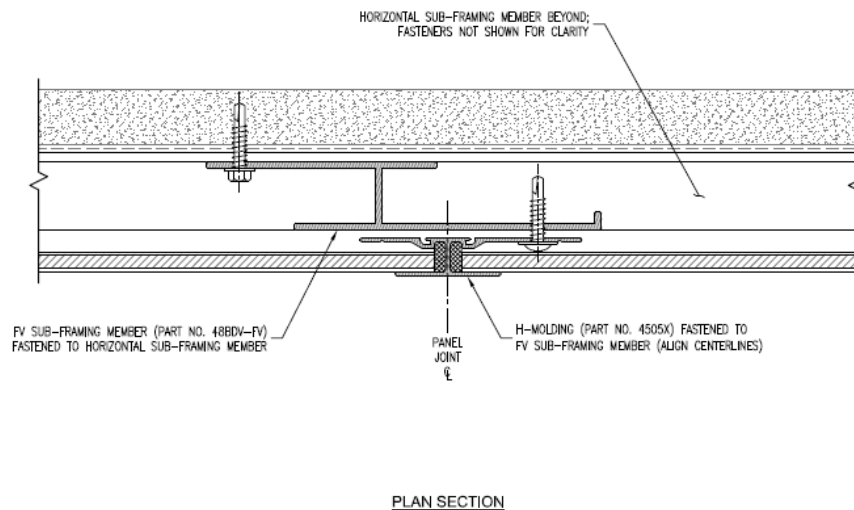 HORIZONTAL SUB-FRAMING MEMBER BEYOND;
FASTENERS NOT SHOWN FOR CLARITY
FV SUB-FRAMING MEMBER (PART NO. 48BDV-FV)
FASTENED TO HORIZONTAL SUB-FRAMING MEMBER
H-MOLDING (PART NO. 4505X) FASTENED TO
FV SUB-FRAMING MEMBER (ALIGN CENTERLINES)
PANEL
JOINT
℄
PLAN SECTION